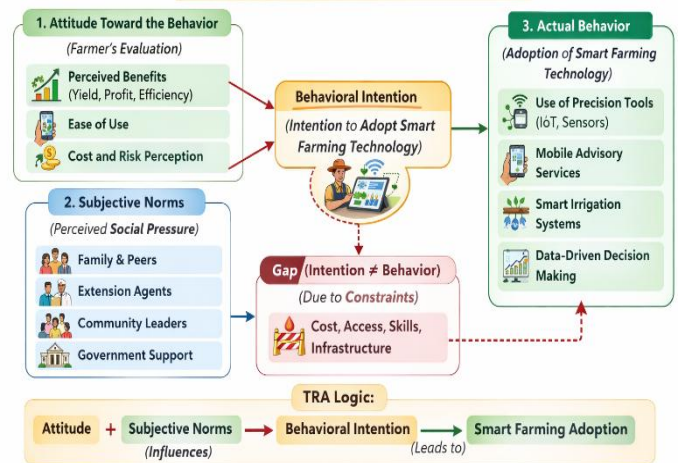 1. Attitude Toward the Behavior
(Farmer's Evaluation)
Perceived Benefits
(Yield, Profit, Efficiency)
Ease of Use
Cost and Risk Perception
2. Subjective Norms
(Perceived Social Pressure)
Family & Peers
Extension Agents
Community Leaders
Government Support
Behavioral Intention
(Intention to Adopt Smart
Farming Technology)
Gap (Intention ≠ Behavior)
(Due to Constraints)
Cost, Access, Skills,
Infrastructure
3. Actual Behavior
(Adoption of Smart Farming
Technology)
Use of Precision Tools
(IoT, Sensors)
Mobile Advisory
Services
Smart Irrigation
Systems
Data-Driven Decision
Making
TRA Logic:
Attitude + Subjective Norms Behavioral Intention Smart Farming Adoption
(Influences) (Leads to)